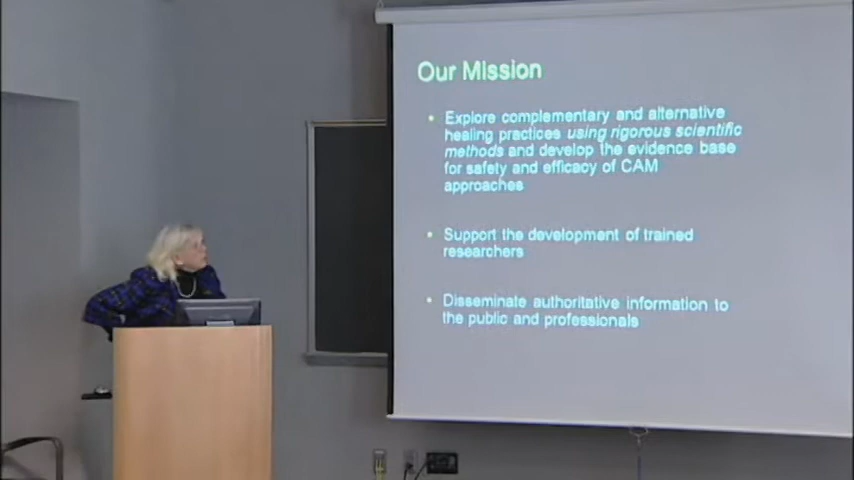 Our Mission
• Explore complementary and alternative
healing practices using rigorous scientific
methods and develop the evidence base
for safety and efficacy of CAM
approaches
• Support the development of trained
researchers
• Disseminate authoritative information to
the public and professionals